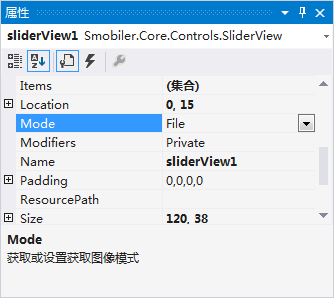 属性
sliderView1 Smobiler.Core.Controls.SliderView
Items (集合)
Location 0, 15
Mode File
Modifiers Private
Name sliderView1
Padding 0,0,0,0
ResourcePath
Size 120, 38
Mode
获取或设置获取图像模式